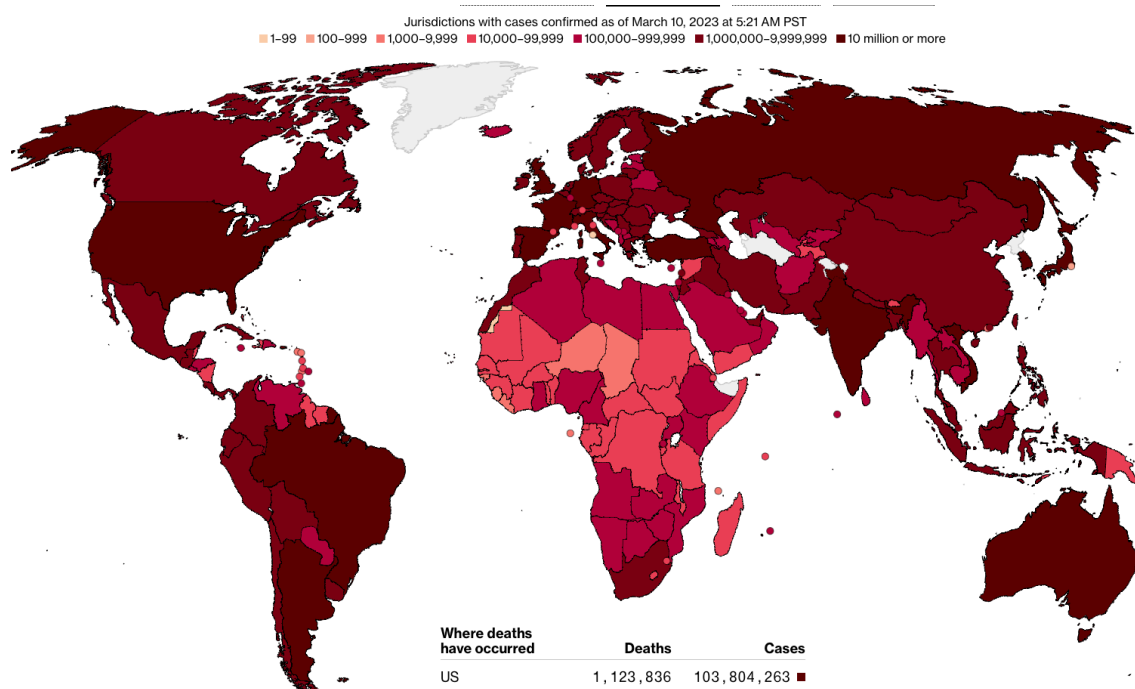 Jurisdictions with cases confirmed as of March 10, 2023 at 5:21 AM PST
1–99 100–999 1,000–9,999 10,000–99,999 100,000–999,999 1,000,000–9,999,999 10 million or more
Where deaths
have occurred Deaths Cases
US 1,123,836 103,804,263